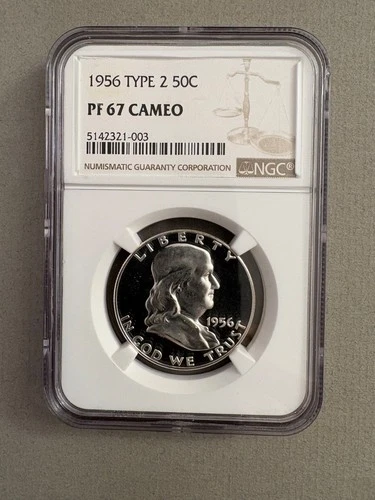 1956 TYPE 2 50C
PF 67 CAMEO
5142321-003
NUMISMATIC GUARANTY CORPORATION
NGC®
LIBERTY
1956
IN GOD WE TRUST